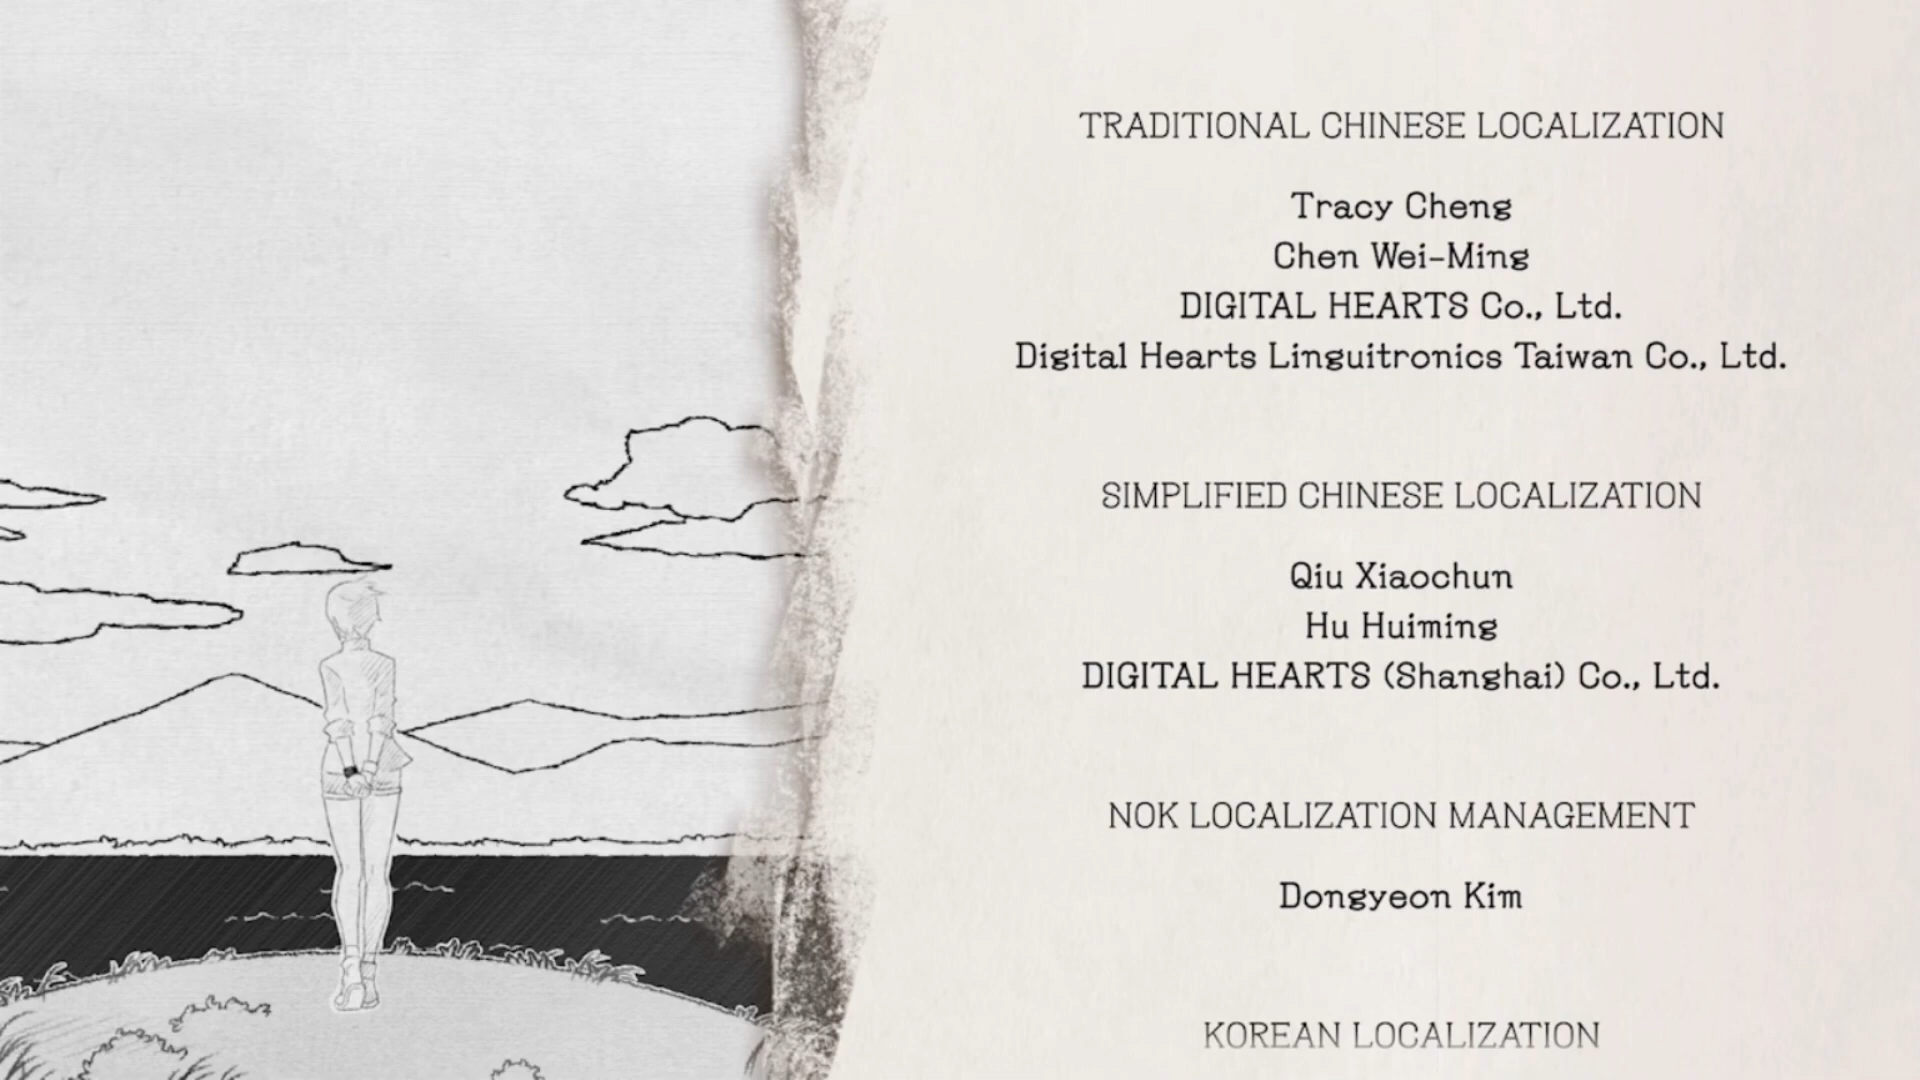 TRADITIONAL CHINESE LOCALIZATION
Tracy Cheng
Chen Wei-Ming
DIGITAL HEARTS Co., Ltd.
Digital Hearts Linguitronics Taiwan Co., Ltd.
SIMPLIFIED CHINESE LOCALIZATION
Qiu Xiaochun
Hu Huiming
DIGITAL HEARTS (Shanghai) Co., Ltd.
NOK LOCALIZATION MANAGEMENT
Dongyeon Kim
KOREAN LOCALIZATION